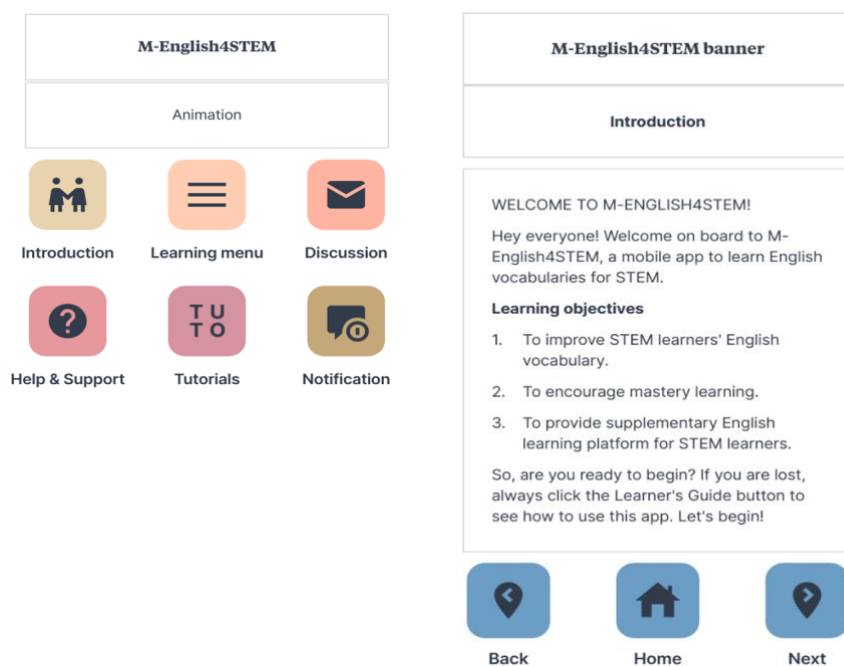 M-English4STEM
Animation
Introduction
Learning menu
Discussion
TU
TO
Help & Support
Tutorials
Notification
M-English4STEM banner
Introduction
WELCOME TO M-ENGLISH4STEM!
Hey everyone! Welcome on board to M-
English4STEM, a mobile app to learn English
vocabularies for STEM.
Learning objectives
1. To improve STEM learners' English
vocabulary.
2. To encourage mastery learning.
3. To provide supplementary English
learning platform for STEM learners.
So, are you ready to begin? If you are lost,
always click the Learner's Guide button to
see how to use this app. Let's begin!
Back
Home
Next